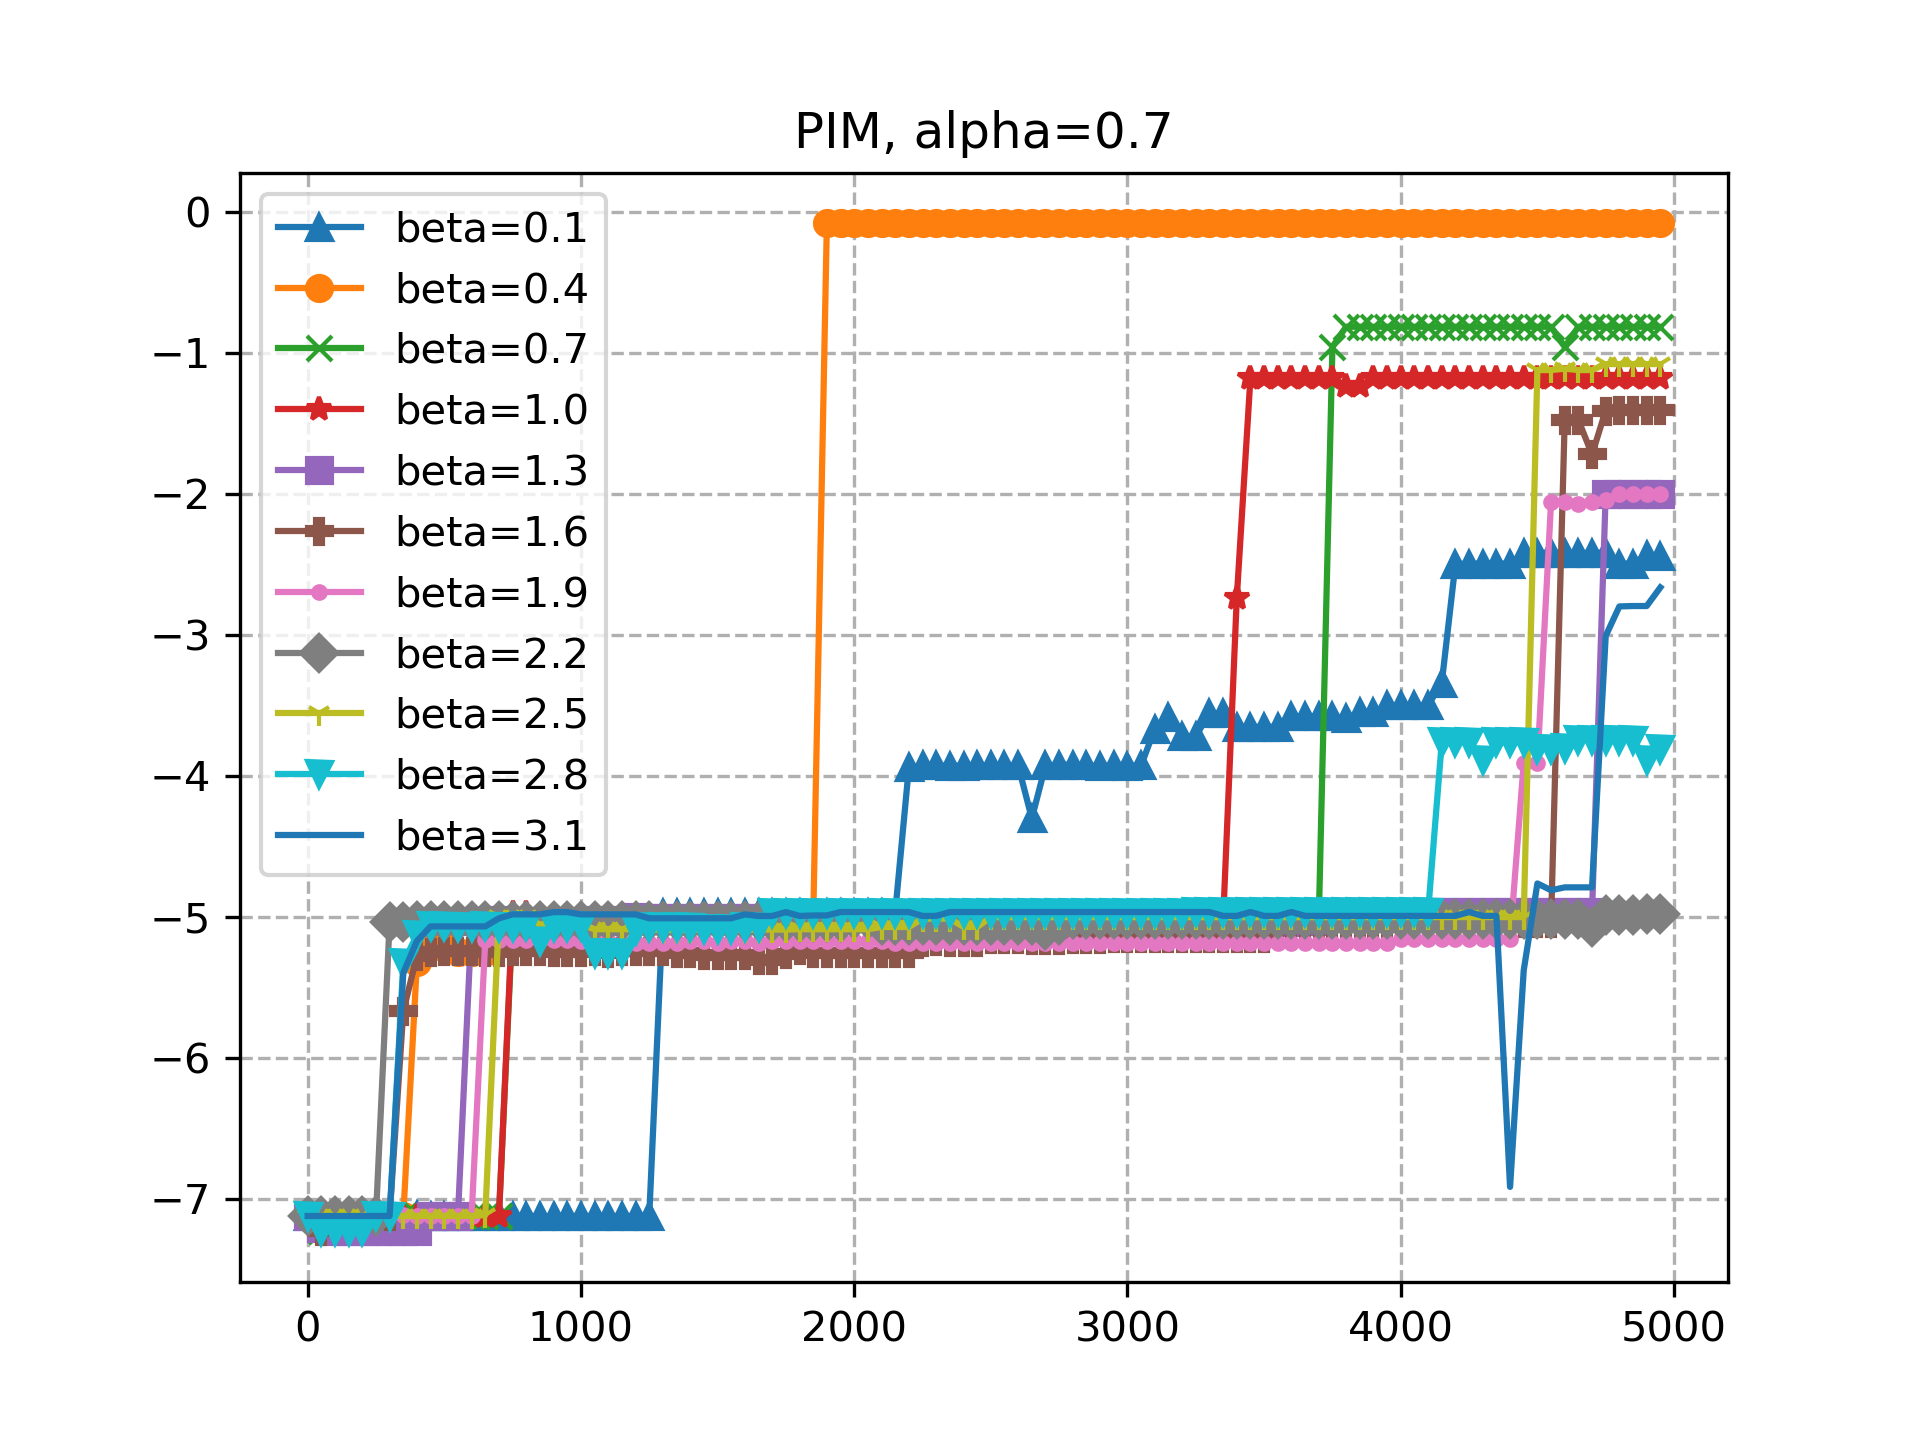 PIM, alpha=0.7
0
−1
−2
−3
−4
−5
−6
−7
beta=0.1
beta=0.4
beta=0.7
beta=1.0
beta=1.3
beta=1.6
beta=1.9
beta=2.2
beta=2.5
beta=2.8
beta=3.1
0 1000 2000 3000 4000 5000